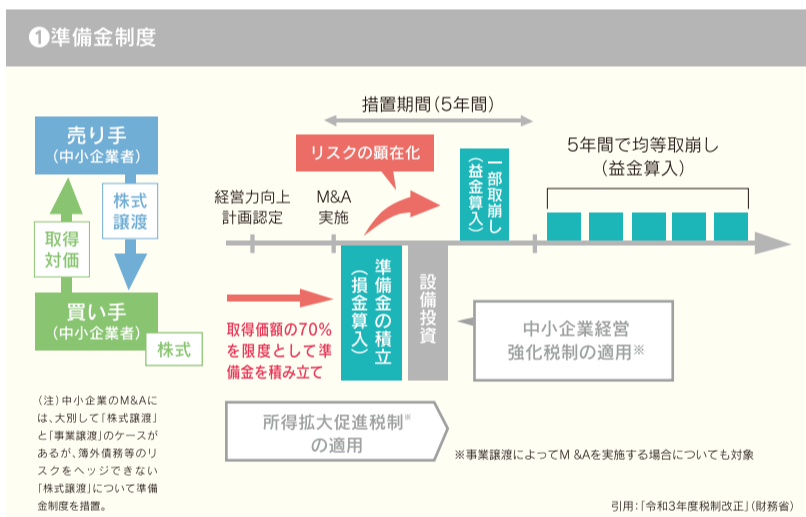 ❶準備金制度
売り手
(中小企業者)
株式
譲渡
取得
対価
買い手
(中小企業者)
株式
(注)中小企業のM&Aに
は、大別して「株式譲渡」
と「事業譲渡」のケースが
あるが、簿外債務等のリ
スクをヘッジできない
「株式譲渡」について準備
金制度を措置。
措置期間(5年間)
リスクの顕在化
経営力向上
計画認定
M&A
実施
一部取崩し
(益金算入)
5年間で均等取崩し
(益金算入)
取得価額の70%
を限度として準
備金を積み立て
準備金の積立
(損金算入)
設備投資
中小企業経営
強化税制の適用※
所得拡大促進税制※
の適用
※事業譲渡によってM &Aを実施する場合についても対象
引用:「令和3年度税制改正」(財務省)